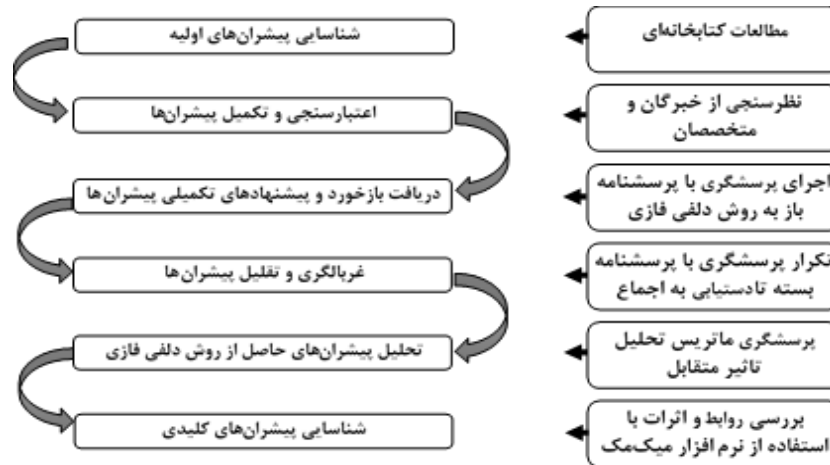 مطالعات کتابخانه‌ای
شناسایی پیشران‌های اولیه
نظرسنجی از خبرگان و
متخصصان
اعتبارسنجی و تکمیل پیشران‌ها
اجرای پرسشگری با پرسشنامه
باز به روش دلفی فازی
دریافت بازخورد و پیشنهادهای تکمیلی پیشران‌ها
تکرار پرسشگری با پرسشنامه
بسته تادستیابی به اجماع
غربالگری و تقلیل پیشران‌ها
پرسشگری ماتریس تحلیل
تاثیر متقابل
تحلیل پیشران‌های حاصل از روش دلفی فازی
بررسی روابط و اثرات با
استفاده از نرم افزار میک‌مک
شناسایی پیشران‌های کلیدی